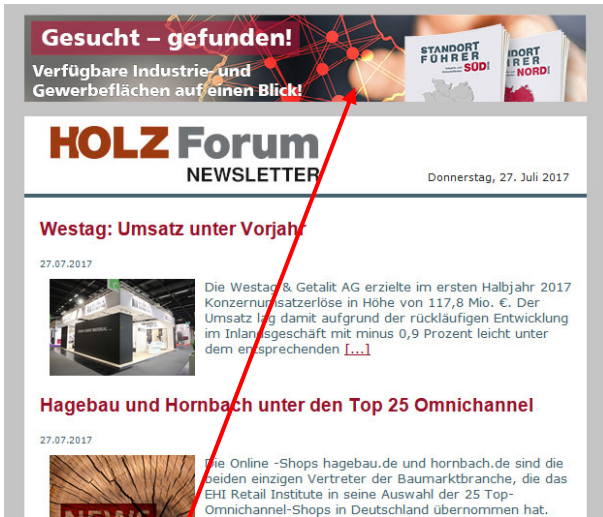 Gesucht – gefunden!
Verfügbare Industrie- und
Gewerbeflächen auf einen Blick!
STANDORT
FÜHRER
SÜD!
NORD!
HOLZ Forum
NEWSLETTER
Donnerstag, 27. Juli 2017
Westag: Umsatz unter Vorjahr
27.07.2017
Die Westag & Getalit AG erzielte im ersten Halbjahr 2017
Konzernumsatzerlöse in Höhe von 117,8 Mio. €. Der
Umsatz lag damit aufgrund der rückläufigen Entwicklung
im Inlandsgeschäft mit minus 0,9 Prozent leicht unter
dem entsprechenden [...]
Hagebau und Hornbach unter den Top 25 Omnichannel
27.07.2017
Die Online -Shops hagebau.de und hornbach.de sind die
beiden einzigen Vertreter der Baumarktbranche, die das
EHI Retail Institute in seine Auswahl der 25 Top-
Omnichannel-Shops in Deutschland übernommen hat.
NEWS